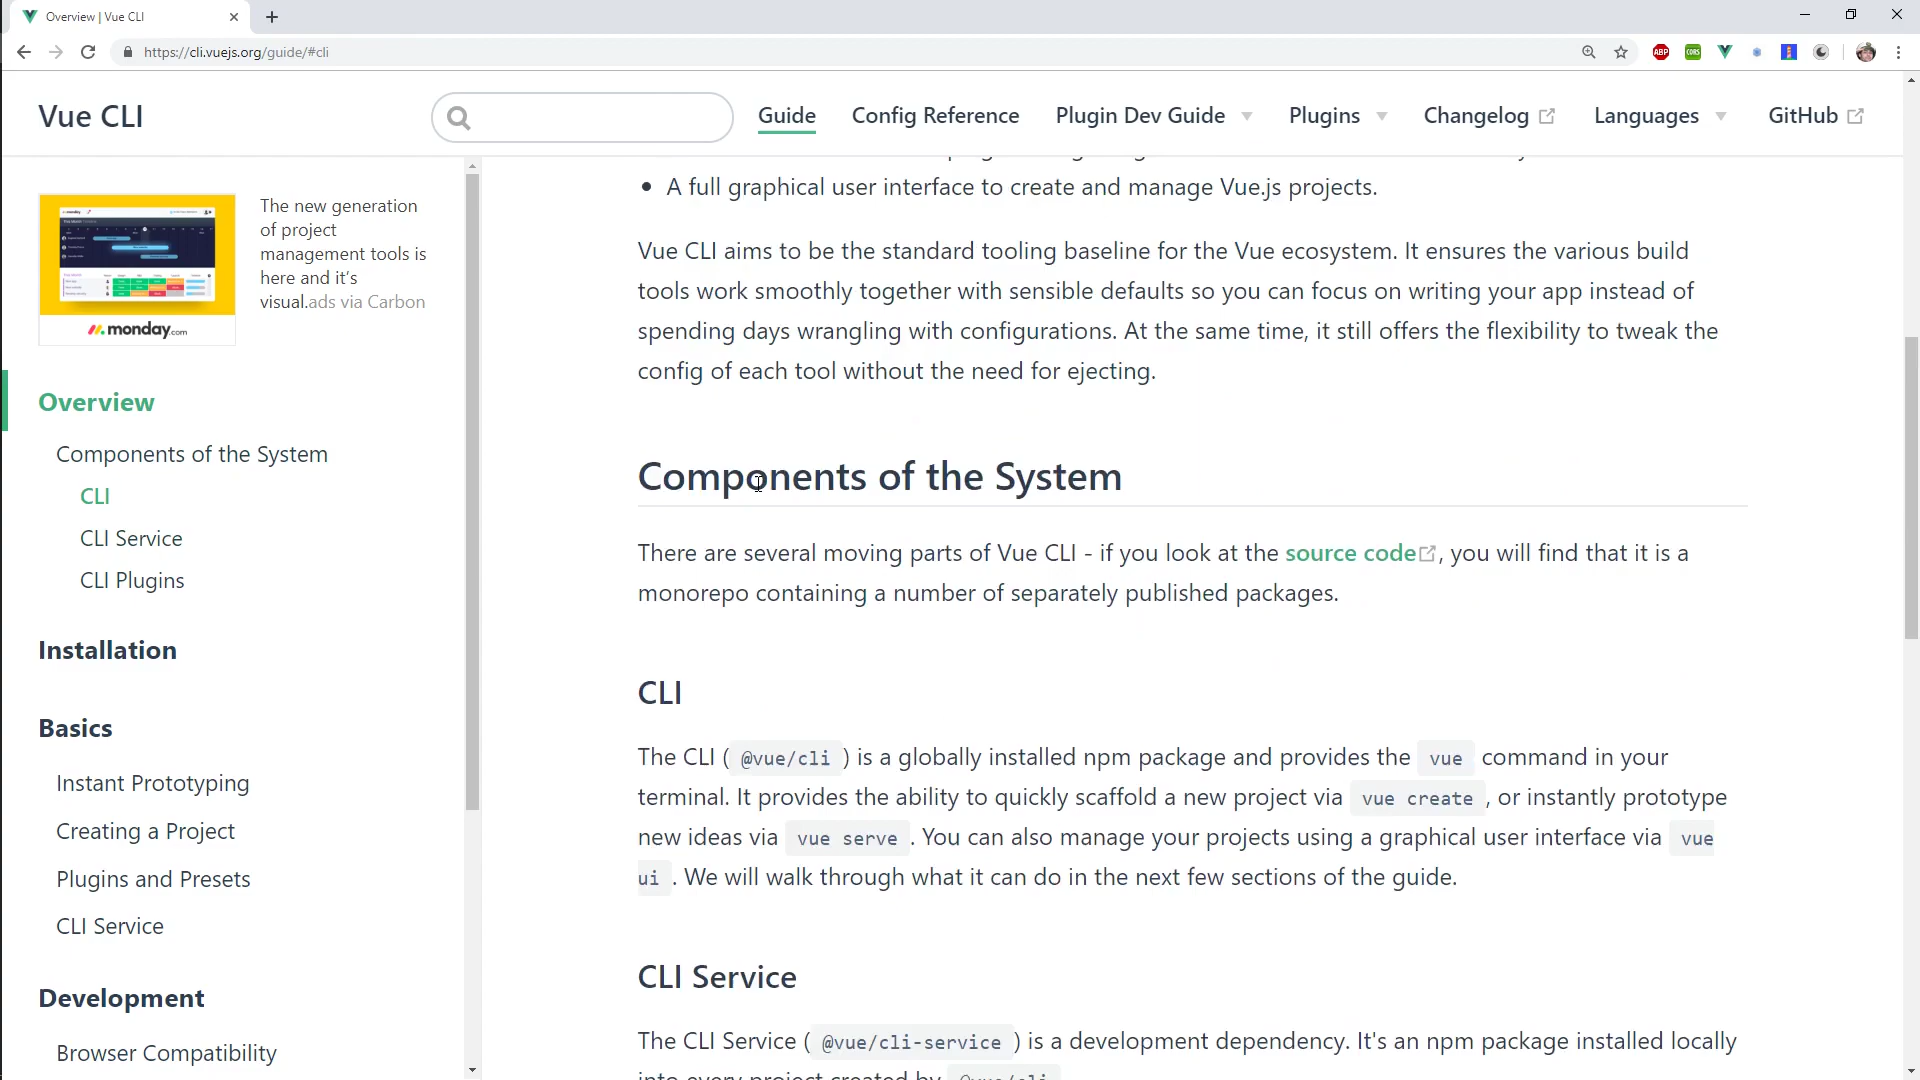 Overview | Vue CLI
https://cli.vuejs.org/guide/#cli
ABP
CORS
Vue CLI
Guide
Config Reference
Plugin Dev Guide
Plugins
Changelog
Languages
GitHub
The new generation
of project
management tools is
here and it's
visual.ads via Carbon
monday.com
Overview
Components of the System
CLI
CLI Service
CLI Plugins
Installation
Basics
Instant Prototyping
Creating a Project
Plugins and Presets
CLI Service
Development
Browser Compatibility
• A full graphical user interface to create and manage Vue.js projects.
Vue CLI aims to be the standard tooling baseline for the Vue ecosystem. It ensures the various build
tools work smoothly together with sensible defaults so you can focus on writing your app instead of
spending days wrangling with configurations. At the same time, it still offers the flexibility to tweak the
config of each tool without the need for ejecting.
Components of the System
There are several moving parts of Vue CLI - if you look at the source code, you will find that it is a
monorepo containing a number of separately published packages.
CLI
The CLI ( @vue/cli ) is a globally installed npm package and provides the vue command in your
terminal. It provides the ability to quickly scaffold a new project via vue create , or instantly prototype
new ideas via vue serve . You can also manage your projects using a graphical user interface via vue
ui . We will walk through what it can do in the next few sections of the guide.
CLI Service
The CLI Service ( @vue/cli-service ) is a development dependency. It's an npm package installed locally
into every project created by @vue/cli